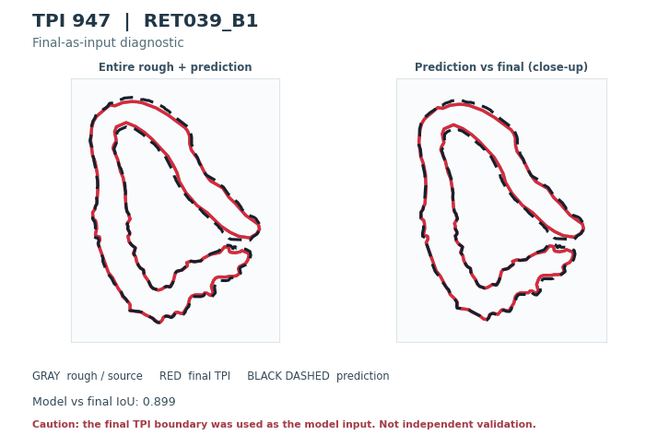 TPI 947 | RET039_B1
Final-as-input diagnostic
Entire rough + prediction
Prediction vs final (close-up)
GRAY rough / source RED final TPI BLACK DASHED prediction
Model vs final IoU: 0.899
Caution: the final TPI boundary was used as the model input. Not independent validation.